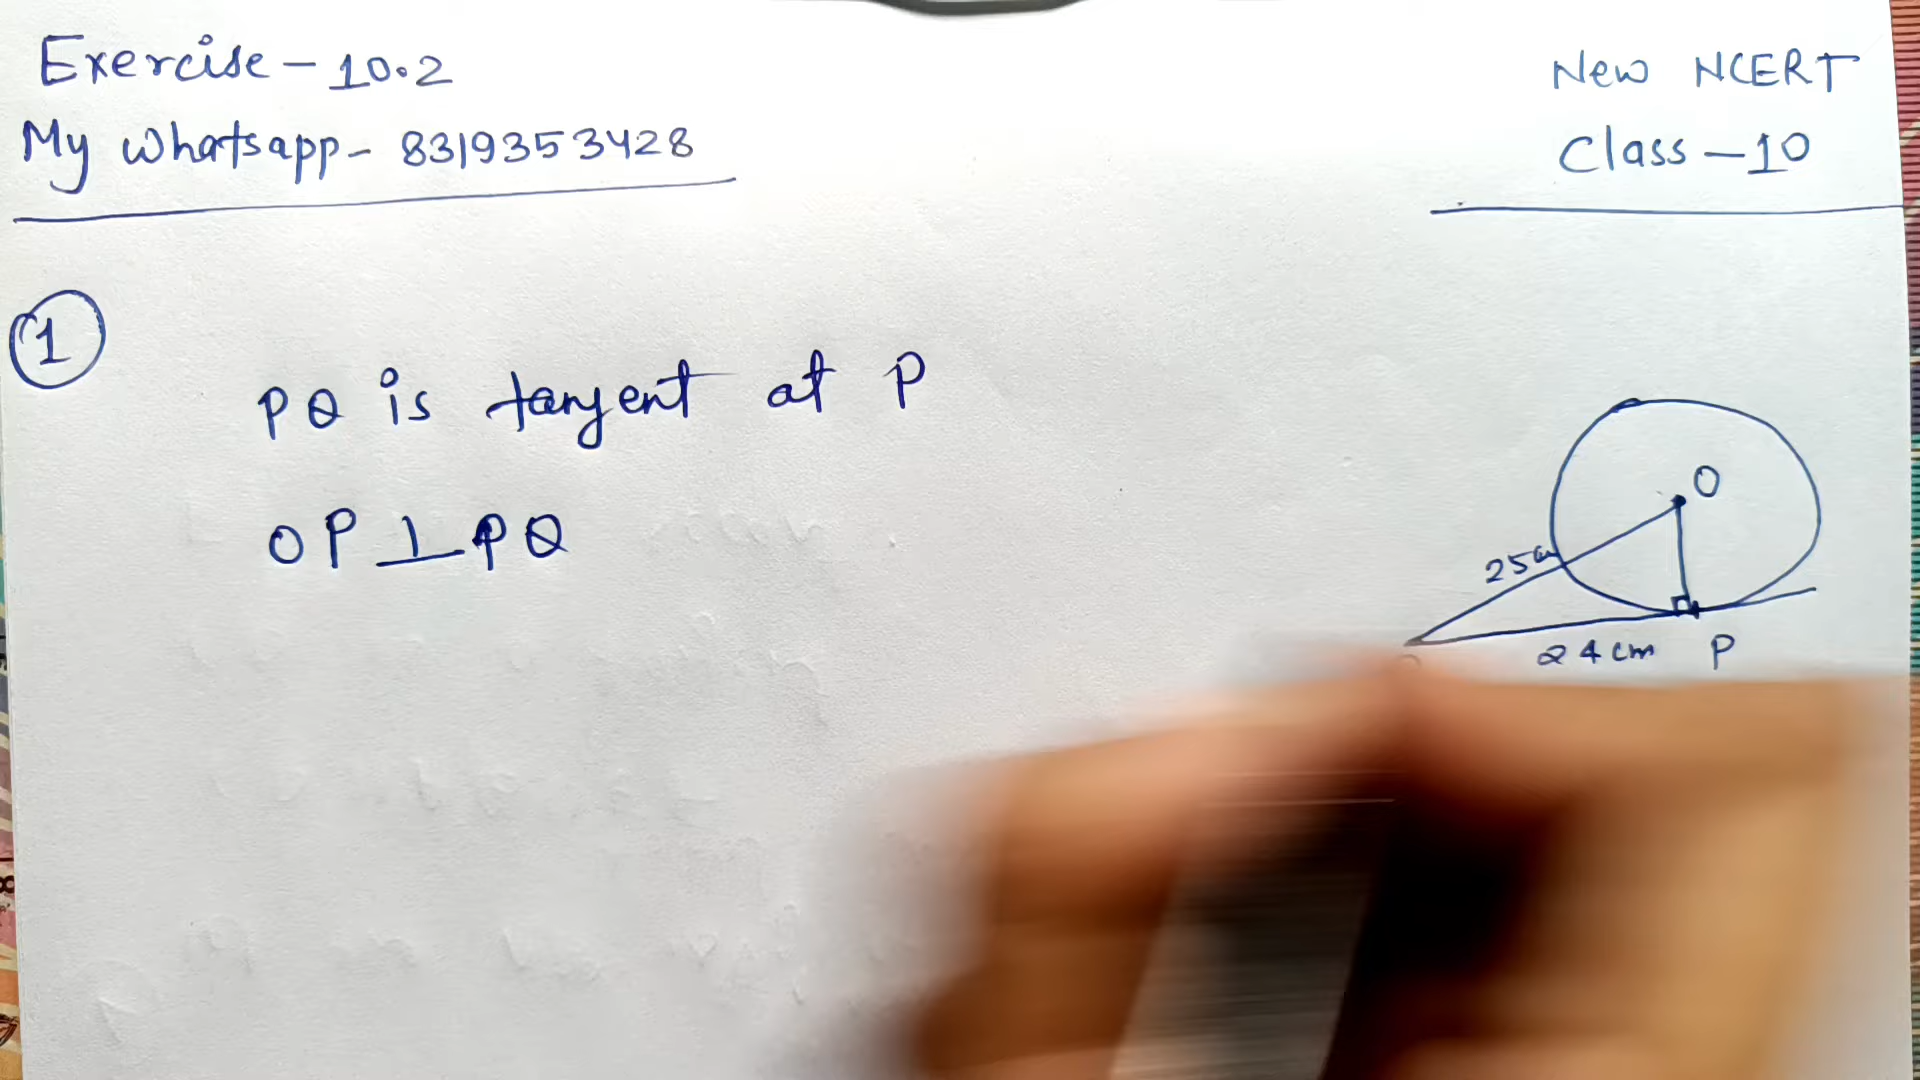 Exercise - 10.2
My whatsapp - 8319353428
New NCERT
Class - 10
1
PQ is tangent at P
OP ⊥ PQ
O
25cm
24 cm P